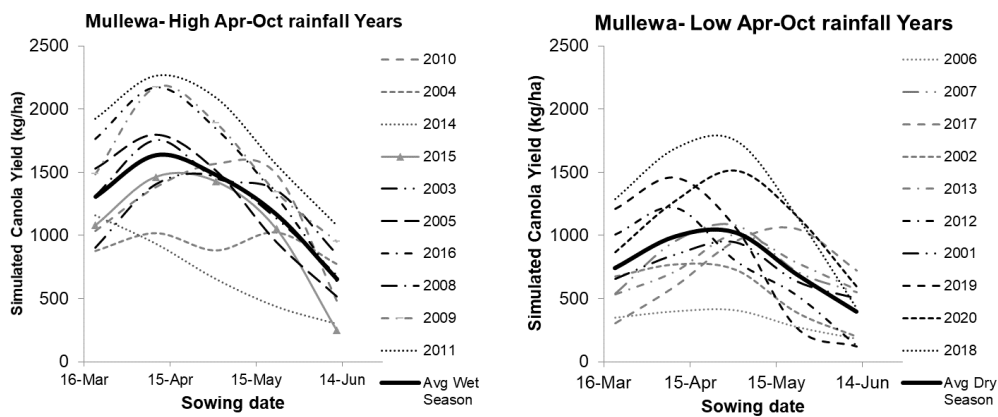 Mullewa- High Apr-Oct rainfall Years
Simulated Canola Yield (kg/ha)
2500
2000
1500
1000
500
0
16-Mar
15-Apr
15-May
14-Jun
Sowing date
2010
2004
2014
2015
2003
2005
2016
2008
2009
2011
Avg Wet
Season
Mullewa- Low Apr-Oct rainfall Years
Simulated Canola Yield (kg/ha)
2500
2000
1500
1000
500
0
16-Mar
15-Apr
15-May
14-Jun
Sowing date
2006
2007
2017
2002
2013
2012
2001
2019
2020
2018
Avg Dry
Season